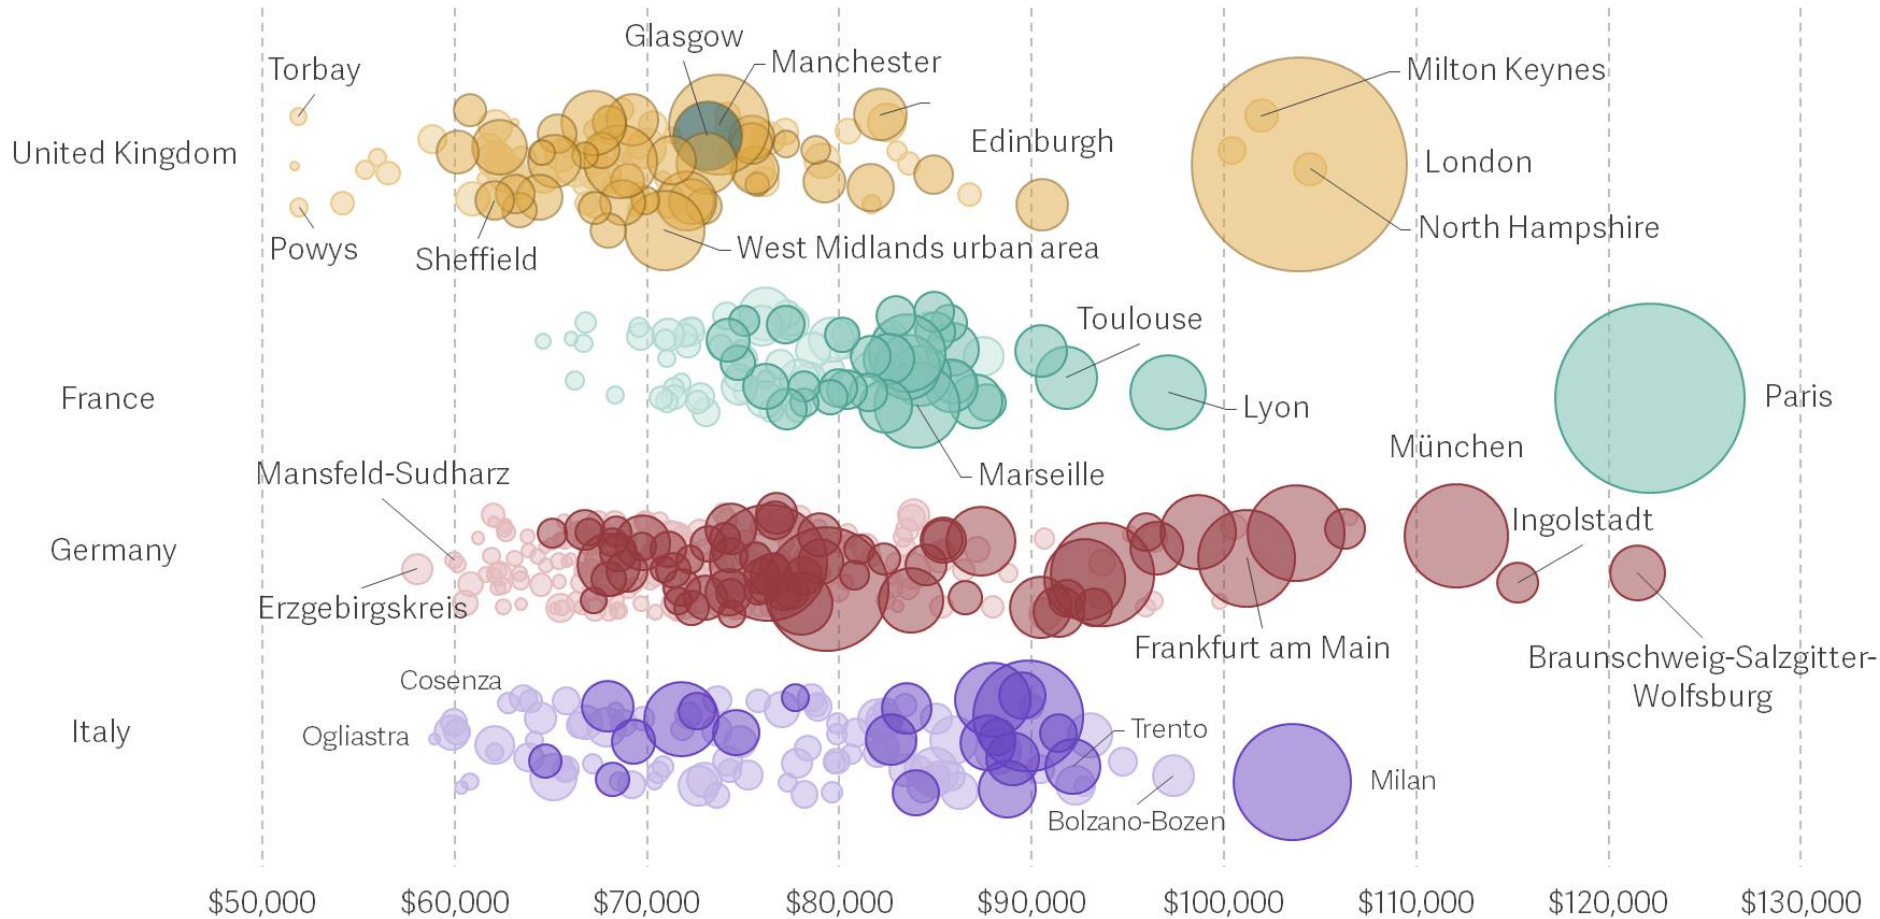 Glasgow
Manchester
Torbay
Milton Keynes
United Kingdom
Edinburgh
London
Powys
Sheffield
West Midlands urban area
North Hampshire
Toulouse
France
Lyon
Paris
München
Mansfeld-Sudharz
Marseille
Ingolstadt
Germany
Erzgebirgskreis
Frankfurt am Main
Braunschweig-Salzgitter-
Wolfsburg
Cosenza
Ogliastra
Italy
Trento
Milan
Bolzano-Bozen
$50,000 $60,000 $70,000 $80,000 $90,000 $100,000 $110,000 $120,000 $130,000